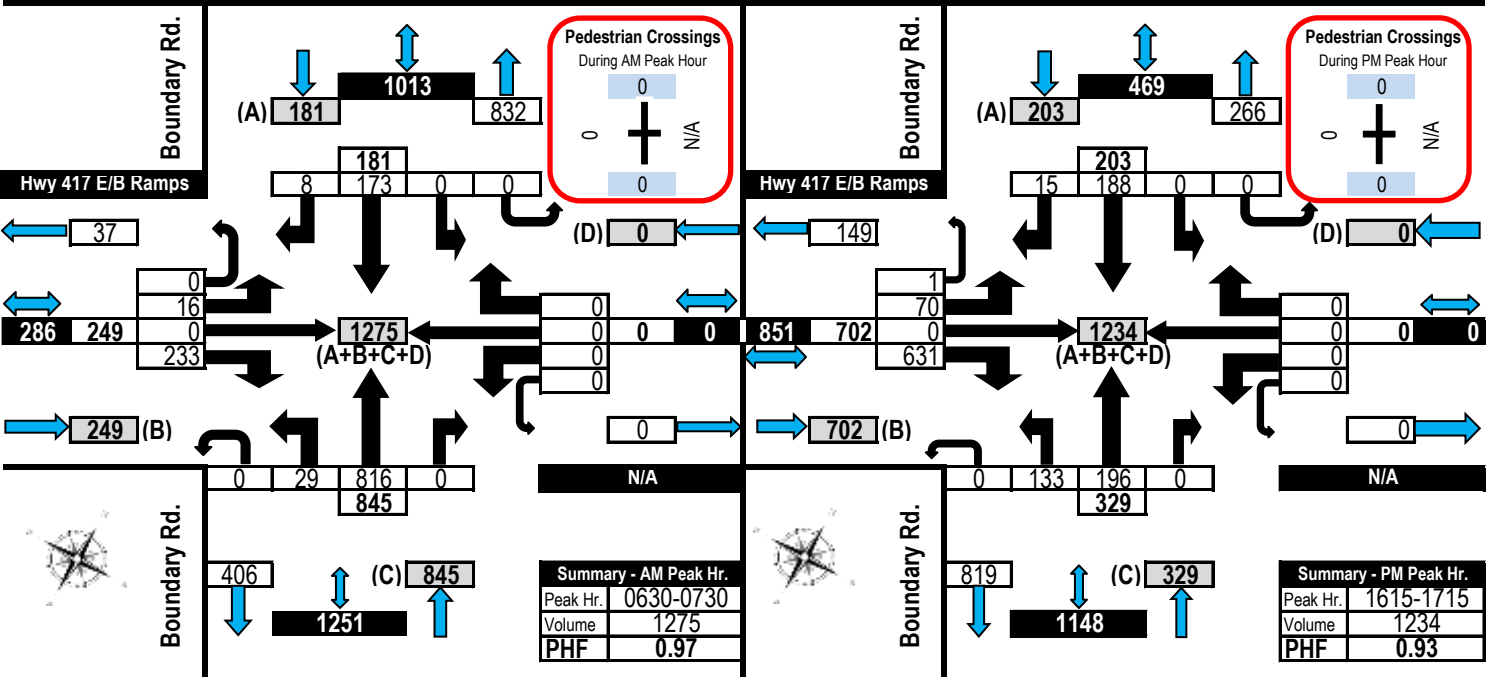 Boundary Rd.
Hwy 417 E/B Ramps
1013
(A) 181
832
Pedestrian Crossings
During AM Peak Hour
0
0
N/A
0
181
8 173 0 0
37
(D) 0
0
16
286 249 0
233
1275
(A+B+C+D)
0
0 0 0
0
0
249 (B)
0
0 29 816 0
845
N/A
Boundary Rd.
406
(C) 845
1251
Summary - AM Peak Hr.
Peak Hr. 0630-0730
Volume 1275
PHF 0.97
Boundary Rd.
Hwy 417 E/B Ramps
469
(A) 203
266
Pedestrian Crossings
During PM Peak Hour
0
0
N/A
0
203
15 188 0 0
149
(D) 0
1
70
851 702 0
631
1234
(A+B+C+D)
0
0 0 0
0
0
702 (B)
0
0 133 196 0
329
N/A
Boundary Rd.
819
(C) 329
1148
Summary - PM Peak Hr.
Peak Hr. 1615-1715
Volume 1234
PHF 0.93